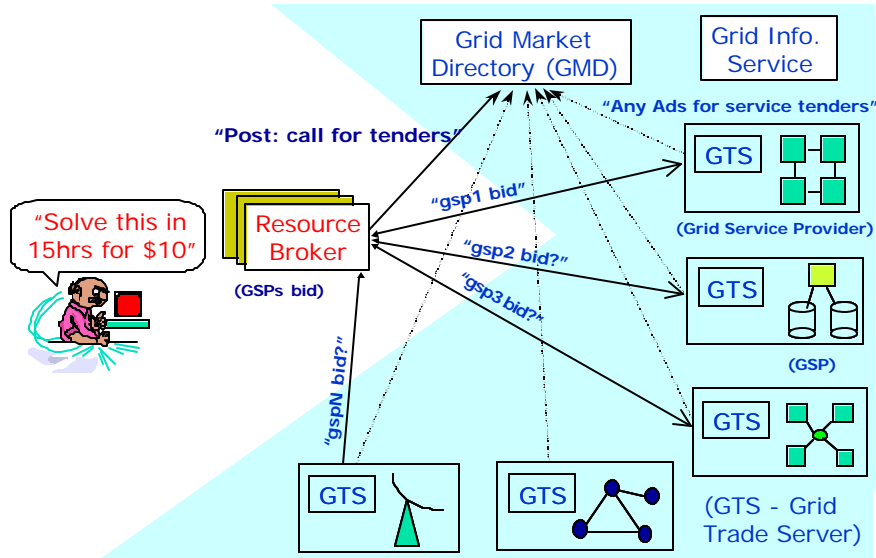 Grid Market
Directory (GMD)
Grid Info.
Service
“Any Ads for service tenders”
“Post: call for tenders”
GTS
“gsp1 bid”
(Grid Service Provider)
“Solve this in
15hrs for $10”
Resource
Broker
(GSPs bid)
“gsp2 bid?”
“gsp3 bid?”
GTS
(GSP)
“gspN bid?”
GTS
GTS
GTS
(GTS - Grid
Trade Server)